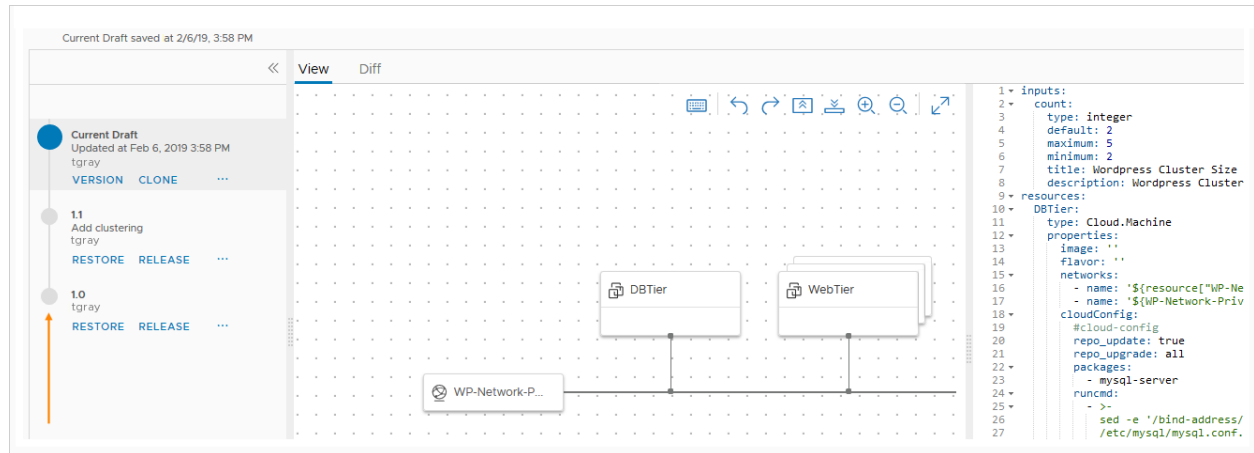 Current Draft saved at 2/6/19, 3:58 PM
View Diff
Current Draft
Updated at Feb 6, 2019 3:58 PM
tgray
VERSION CLONE ...
1.1
Add clustering
tgray
RESTORE RELEASE ...
1.0
tgray
RESTORE RELEASE ...
DBTier
WebTier
WP-Network-P...
1 inputs:
2 count:
3 type: integer
4 default: 2
5 maximum: 5
6 minimum: 2
7 title: Wordpress Cluster Size
8 description: Wordpress Cluster
9 resources:
10 DBTier:
11 type: Cloud.Machine
12 properties:
13 image: ''
14 flavor: ''
15 networks:
16 - name: '${resource["WP-Ne
17 - name: '${WP-Network-Priv
18 cloudConfig:
19 #cloud-config
20 repo_update: true
21 repo_upgrade: all
22 packages:
23 - mysql-server
24 runcmd:
25 - >-
26 sed -e '/bind-address/
27 /etc/mysql/mysql.conf.